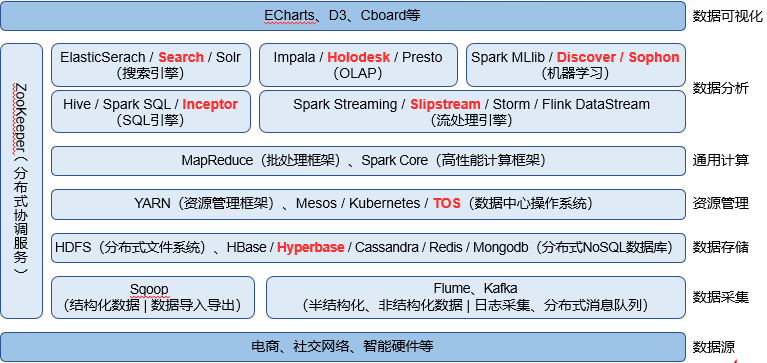 ECharts、D3、Cboard等
数据可视化
ZooKeeper（分布式协调服务）
ElasticSerach / Search / Solr
（搜索引擎）
Impala / Holodesk / Presto
（OLAP）
Spark MLlib / Discover / Sophon
（机器学习）
数据分析
Hive / Spark SQL / Inceptor
（SQL引擎）
Spark Streaming / Slipstream / Storm / Flink DataStream
（流处理引擎）
MapReduce（批处理框架）、Spark Core（高性能计算框架）
通用计算
YARN（资源管理框架）、Mesos / Kubernetes / TOS（数据中心操作系统）
资源管理
HDFS（分布式文件系统）、HBase / Hyperbase / Cassandra / Redis / Mongodb（分布式NoSQL数据库）
数据存储
Sqoop
（结构化数据 | 数据导入导出）
Flume、Kafka
（半结构化、非结构化数据 | 日志采集、分布式消息队列）
数据采集
电商、社交网络、智能硬件等
数据源